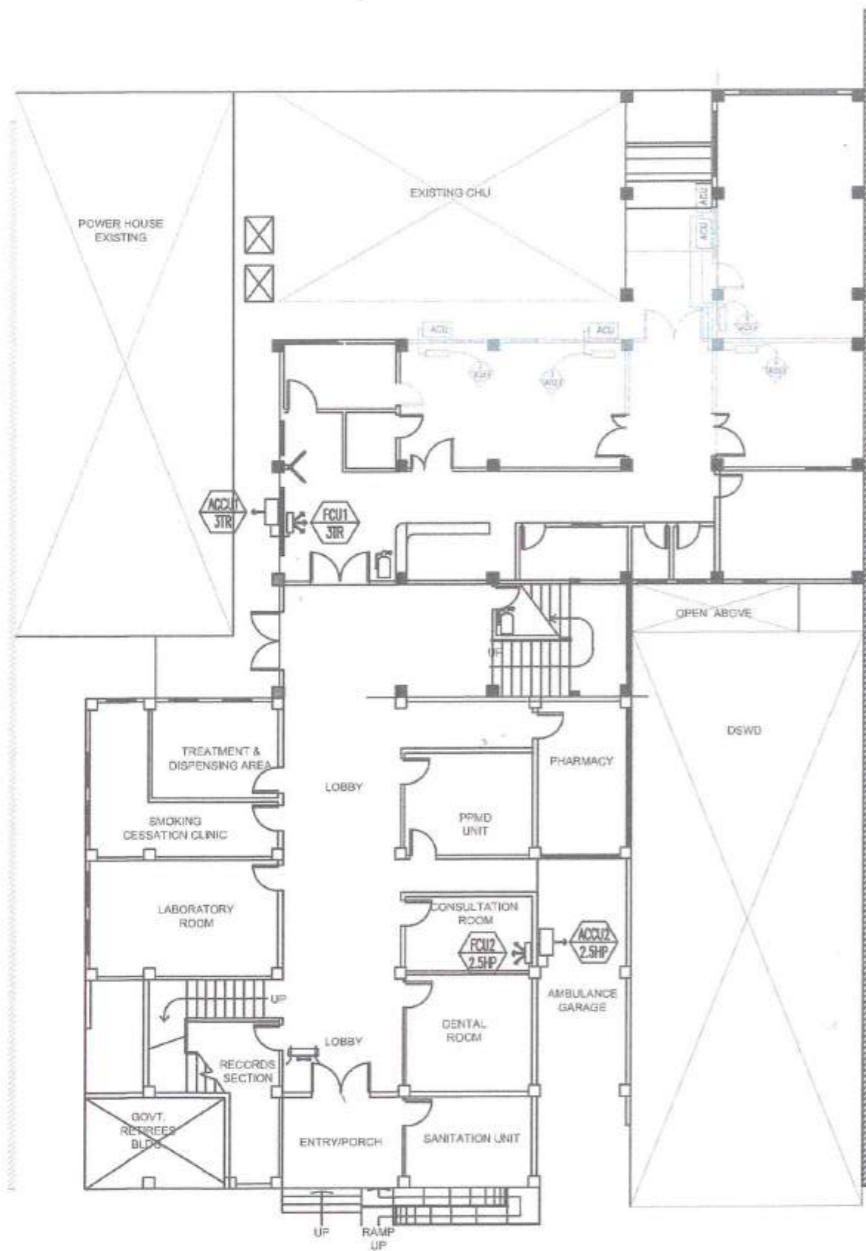 POWER HOUSE
EXISTING
EXISTING CHU
ACU
ACU
ACU
ACU
ACCU1
3TR
FCU1
3TR
OPEN ABOVE
UP
DSWD
TREATMENT &
DISPENSING AREA
LOBBY
PHARMACY
SMOKING
CESSATION CLINIC
PPMD
UNIT
LABORATORY
ROOM
CONSULTATION
ROOM
FCU2
2.5HP
ACCU2
2.5HP
UP
AMBULANCE
GARAGE
LOBBY
DENTAL
ROOM
RECORDS
SECTION
GOVT.
RETIREES
BLDG
ENTRY/PORCH
SANITATION UNIT
UP
RAMP
UP